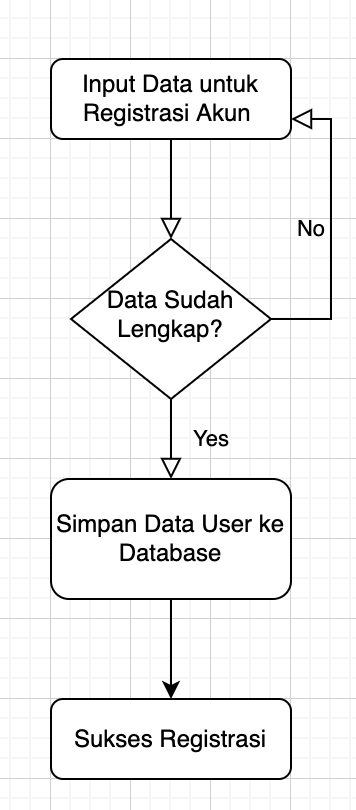 Input Data untuk
Registrasi Akun
No
Data Sudah
Lengkap?
Yes
Simpan Data User ke
Database
Sukses Registrasi